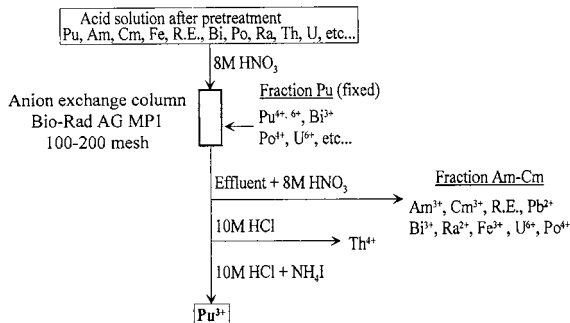 Acid solution after pretreatment
Pu, Am, Cm, Fe, R.E., Bi, Po, Ra, Th, U, etc...
8M HNO₃
Anion exchange column
Bio-Rad AG MP1
100-200 mesh
Fraction Pu (fixed)
Pu⁴⁺, ⁶⁺, Bi³⁺
Po⁴⁺, U⁶⁺, etc...
Effluent + 8M HNO₃
Fraction Am-Cm
Am³⁺, Cm³⁺, R.E., Pb²⁺
Bi³⁺, Ra²⁺, Fe³⁺, U⁶⁺, Po⁴⁺
10M HCl
Th⁴⁺
10M HCl + NH₄I
Pu³⁺